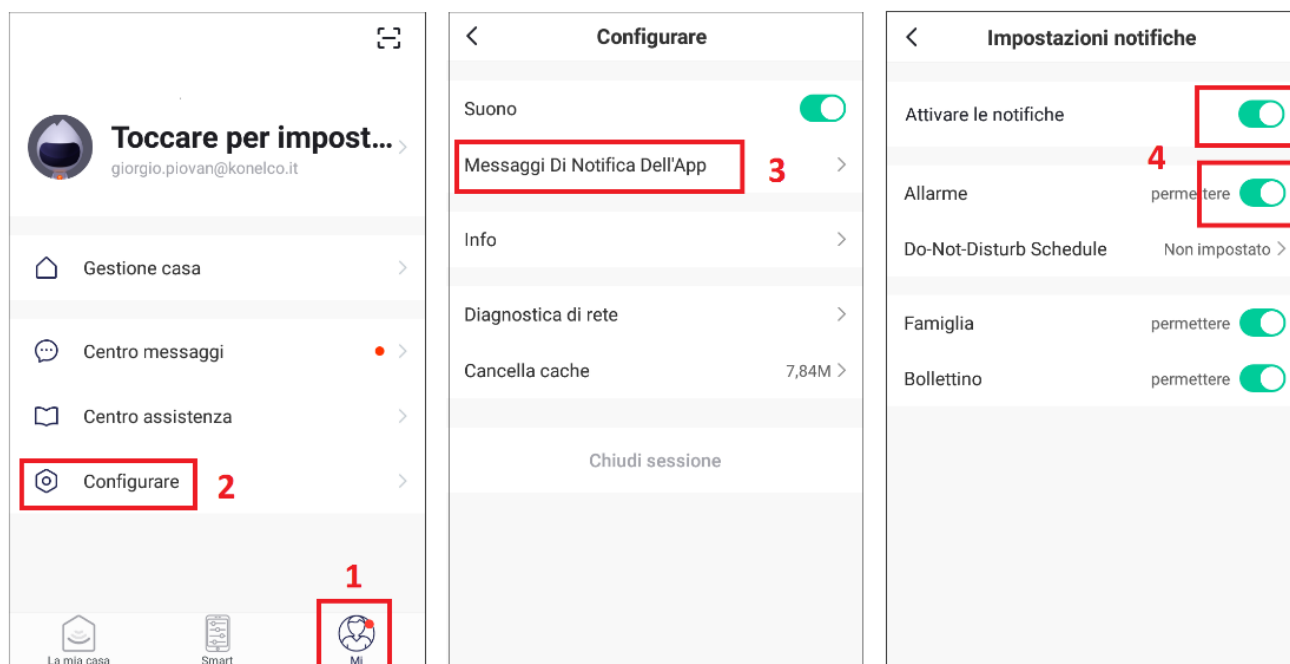 Toccare per impost...
giorgio.piovan@konelco.it
Gestione casa
Centro messaggi
Centro assistenza
Configurare
2
1
La mia casa
Smart
Mi
Configurare
Suono
Messaggi Di Notifica Dell'App
3
Info
Diagnostica di rete
Cancella cache
7,84M
Chiudi sessione
Impostazioni notifiche
Attivare le notifiche
4
Allarme
permettere
Do-Not-Disturb Schedule
Non impostato
Famiglia
permettere
Bollettino
permettere